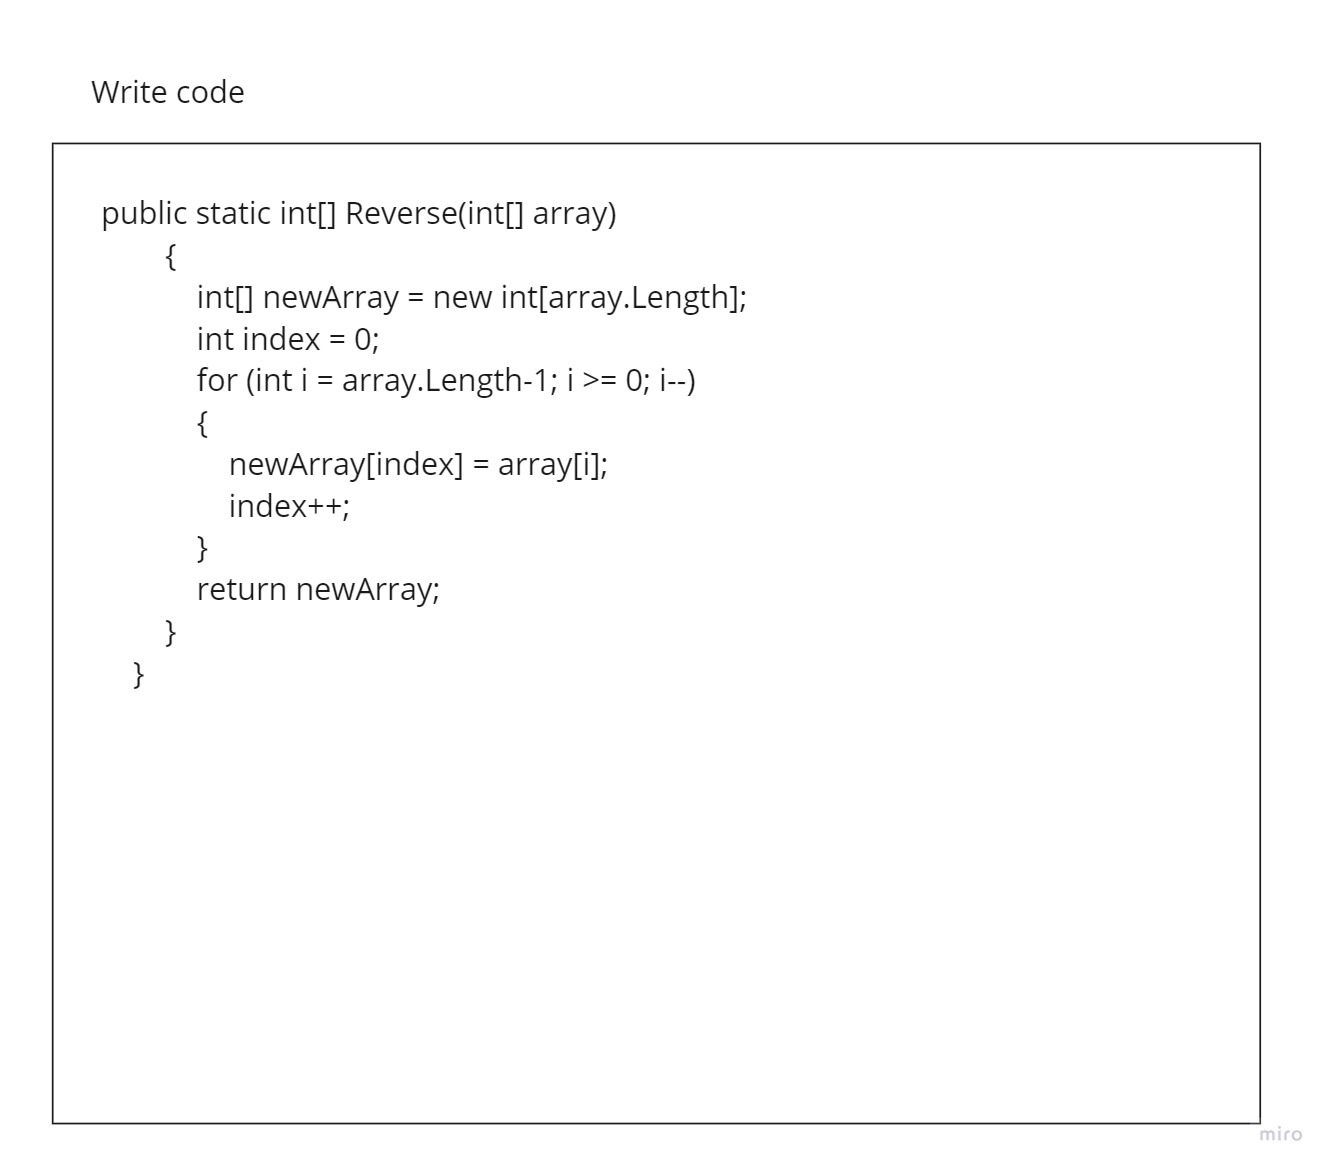 Write code
public static int[] Reverse(int[] array)
{
int[] newArray = new int[array.Length];
int index = 0;
for (int i = array.Length-1; i >= 0; i--)
{
newArray[index] = array[i];
index++;
}
return newArray;
}
}
miro